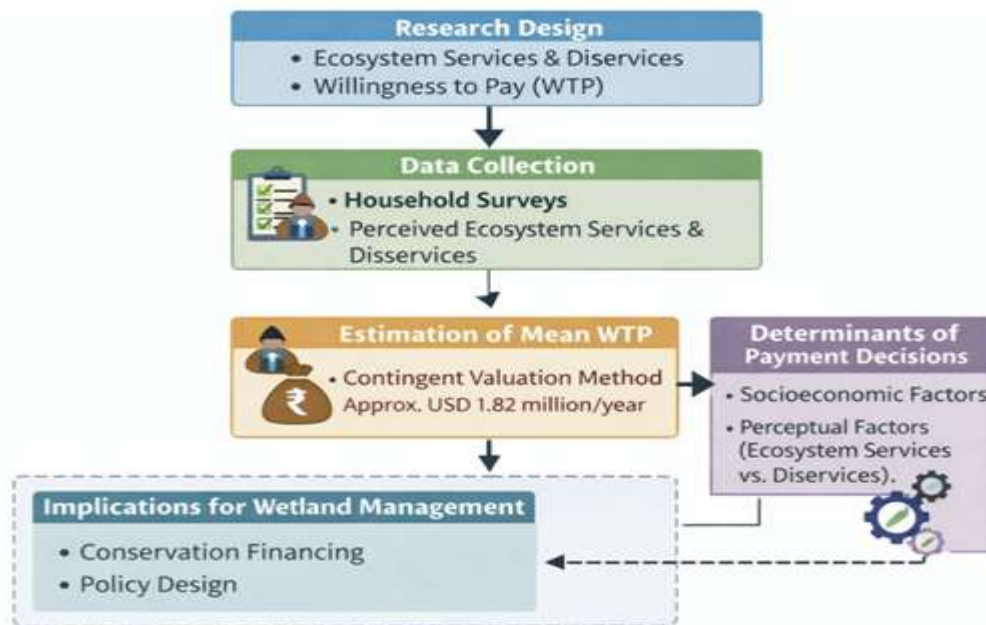 Research Design
• Ecosystem Services & Diservices
• Willingness to Pay (WTP)
Data Collection
• Household Surveys
• Perceived Ecosystem Services &
Disservices
Estimation of Mean WTP
• Contingent Valuation Method
Approx. USD 1.82 million/year
₹
Determinants of
Payment Decisions
• Socioeconomic Factors
• Perceptual Factors
(Ecosystem Services
vs. Diservices).
Implications for Wetland Management
• Conservation Financing
• Policy Design